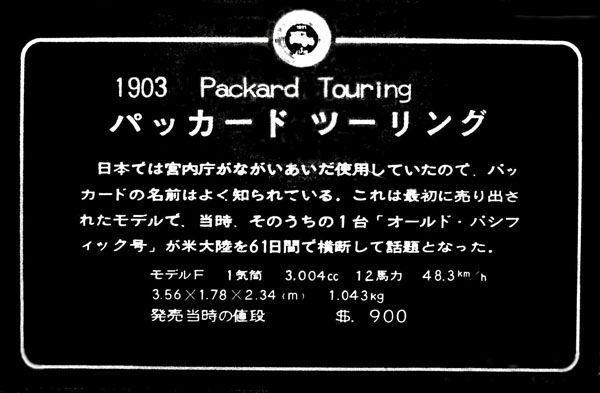 1903 Packard Touring
パッカード ツーリング
日本では宮内庁がながいあいだ使用していたので、パッ
カードの名前はよく知られている。これは最初に売り出さ
れたモデルで、当時、そのうちの1台「オールド・パシフ
ィック号」が米大陸を61日間で横断して話題となった。
モデルF 1気筒 3.004cc 12馬力 48.3km/h
3.56×1.78×2.34(m) 1.043kg
発売当時の値段 $. 900